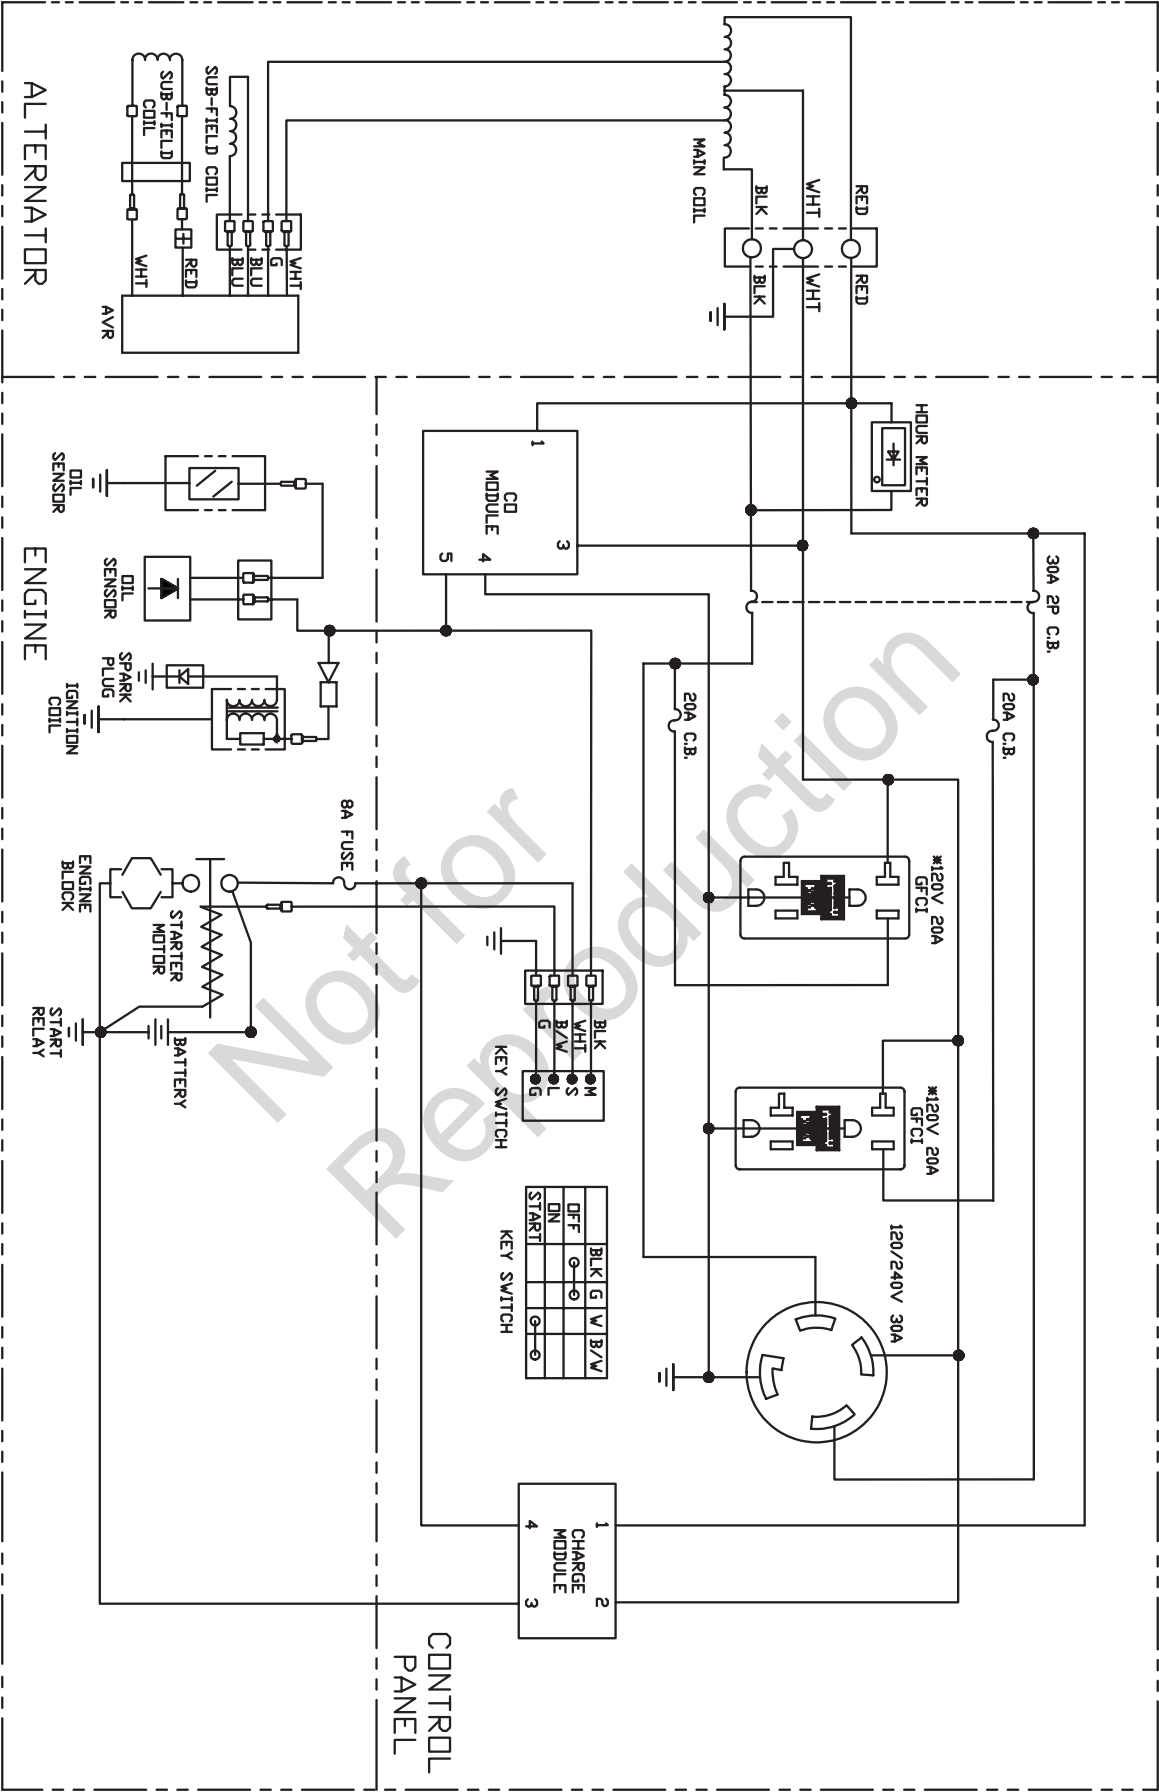 ALTERNATOR
SUB-FIELD
COIL
SUB-FIELD COIL
WHT
RED
BLU
BLU
G
WHT
AVR
MAIN COIL
BLK
WHT
RED
BLK
WHT
RED
HOUR METER
CO
MODULE
1
3
4
5
30A 2P C.B.
20A C.B.
20A C.B.
*120V 20A
GFCI
*120V 20A
GFCI
120/240V 30A
ENGINE
OIL
SENSOR
OIL
SENSOR
SPARK
PLUG
IGNITION
COIL
8A FUSE
ENGINE
BLOCK
STARTER
MOTOR
START
RELAY
BATTERY
BLK
WHT
B/W
G
M
S
L
G
KEY SWITCH
BLK G W B/W
OFF
ON
START
KEY SWITCH
CHARGE
MODULE
1
2
4
3
CONTROL
PANEL
Not for
Reproduction